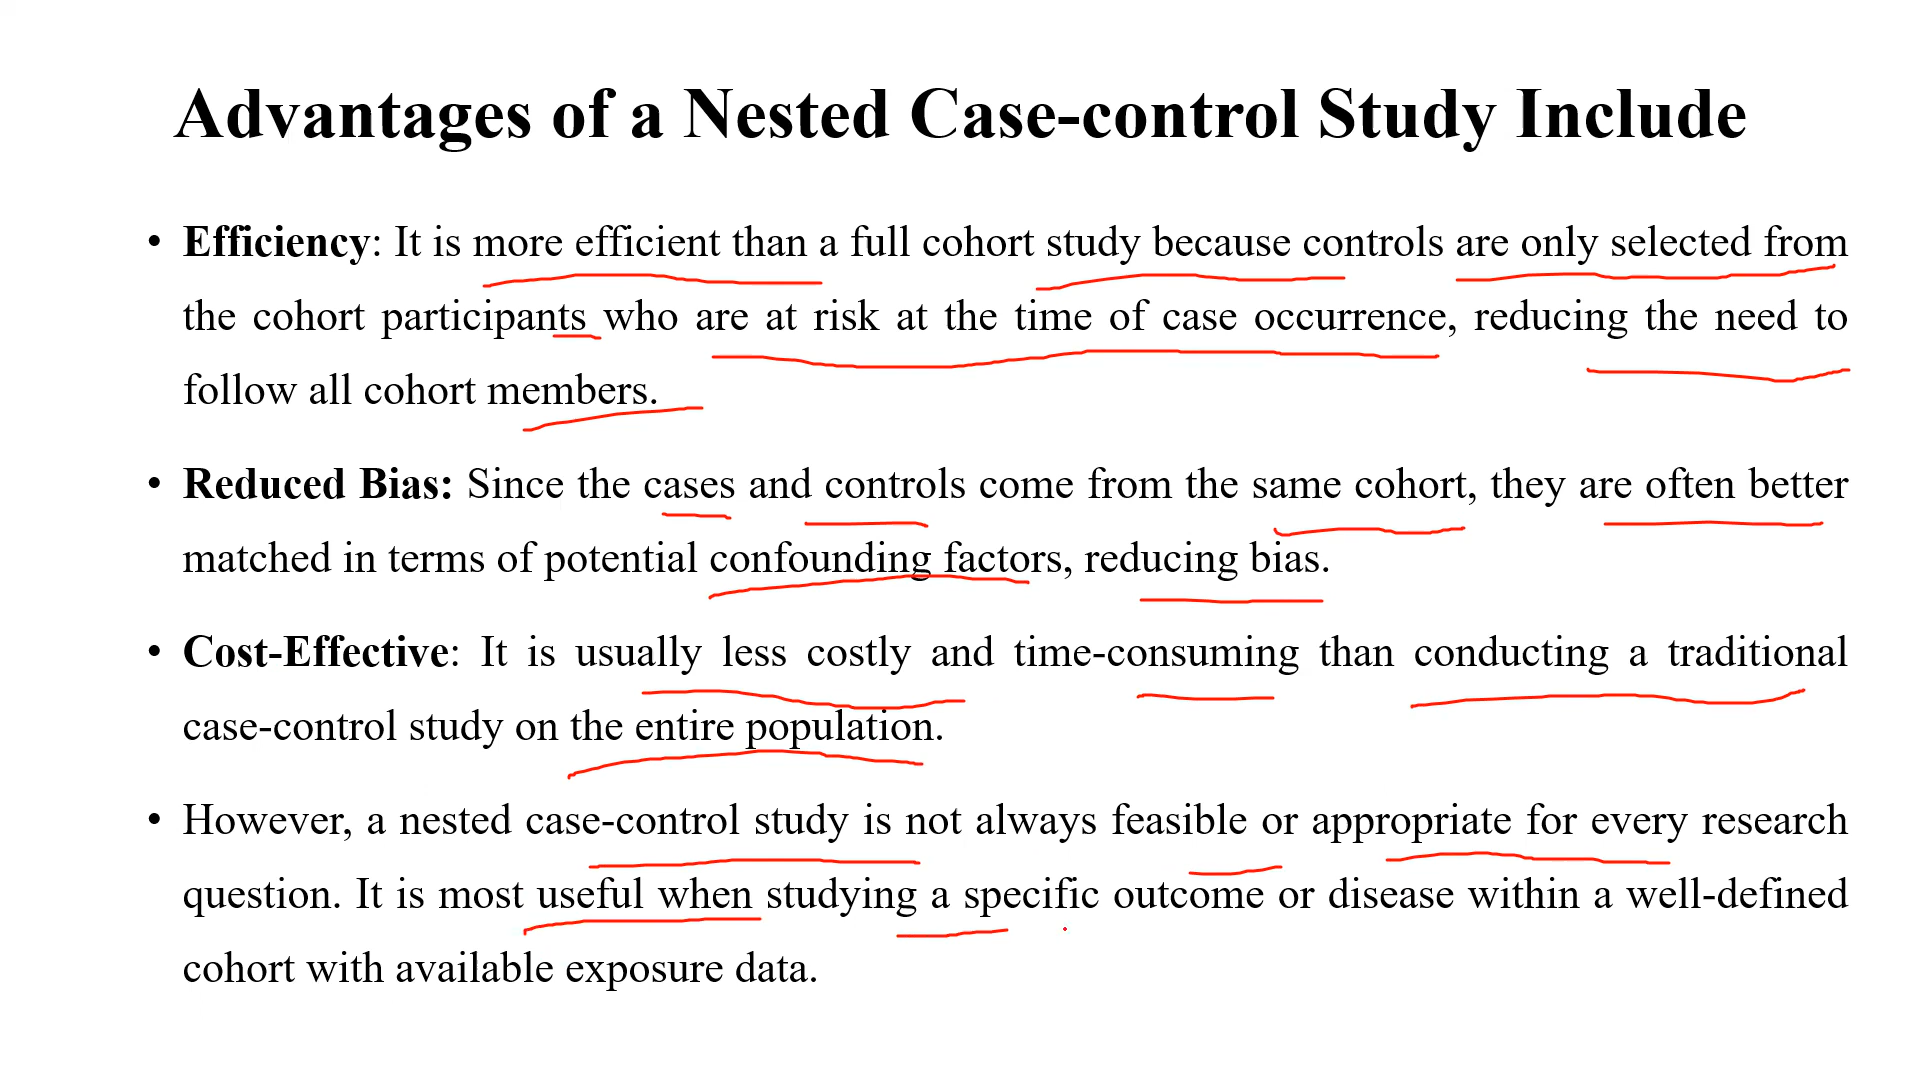 Advantages of a Nested Case-control Study Include
• Efficiency: It is more efficient than a full cohort study because controls are only selected from
the cohort participants who are at risk at the time of case occurrence, reducing the need to
follow all cohort members.
• Reduced Bias: Since the cases and controls come from the same cohort, they are often better
matched in terms of potential confounding factors, reducing bias.
• Cost-Effective: It is usually less costly and time-consuming than conducting a traditional
case-control study on the entire population.
• However, a nested case-control study is not always feasible or appropriate for every research
question. It is most useful when studying a specific outcome or disease within a well-defined
cohort with available exposure data.